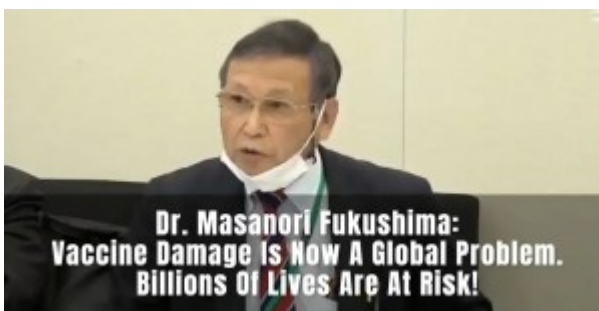 Dr. Masanori Fukushima:
Vaccine Damage Is Now A Global Problem.
Billions Of Lives Are At Risk!